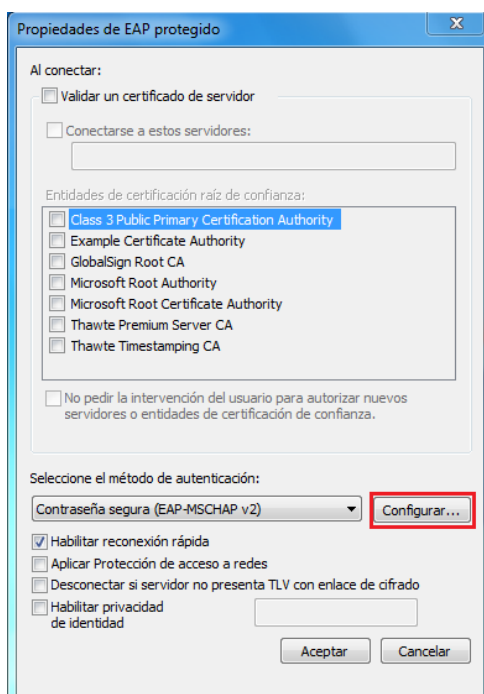 Propiedades de EAP protegido
Al conectar:
Validar un certificado de servidor
Conectarse a estos servidores:
Entidades de certificación raíz de confianza:
Class 3 Public Primary Certification Authority
Example Certificate Authority
GlobalSign Root CA
Microsoft Root Authority
Microsoft Root Certificate Authority
Thawte Premium Server CA
Thawte Timestamping CA
No pedir la intervención del usuario para autorizar nuevos
servidores o entidades de certificación de confianza.
Seleccione el método de autenticación:
Contraseña segura (EAP-MSCHAP v2)
Configurar...
Habilitar reconexión rápida
Aplicar Protección de acceso a redes
Desconectar si servidor no presenta TLV con enlace de cifrado
Habilitar privacidad
de identidad
Aceptar
Cancelar